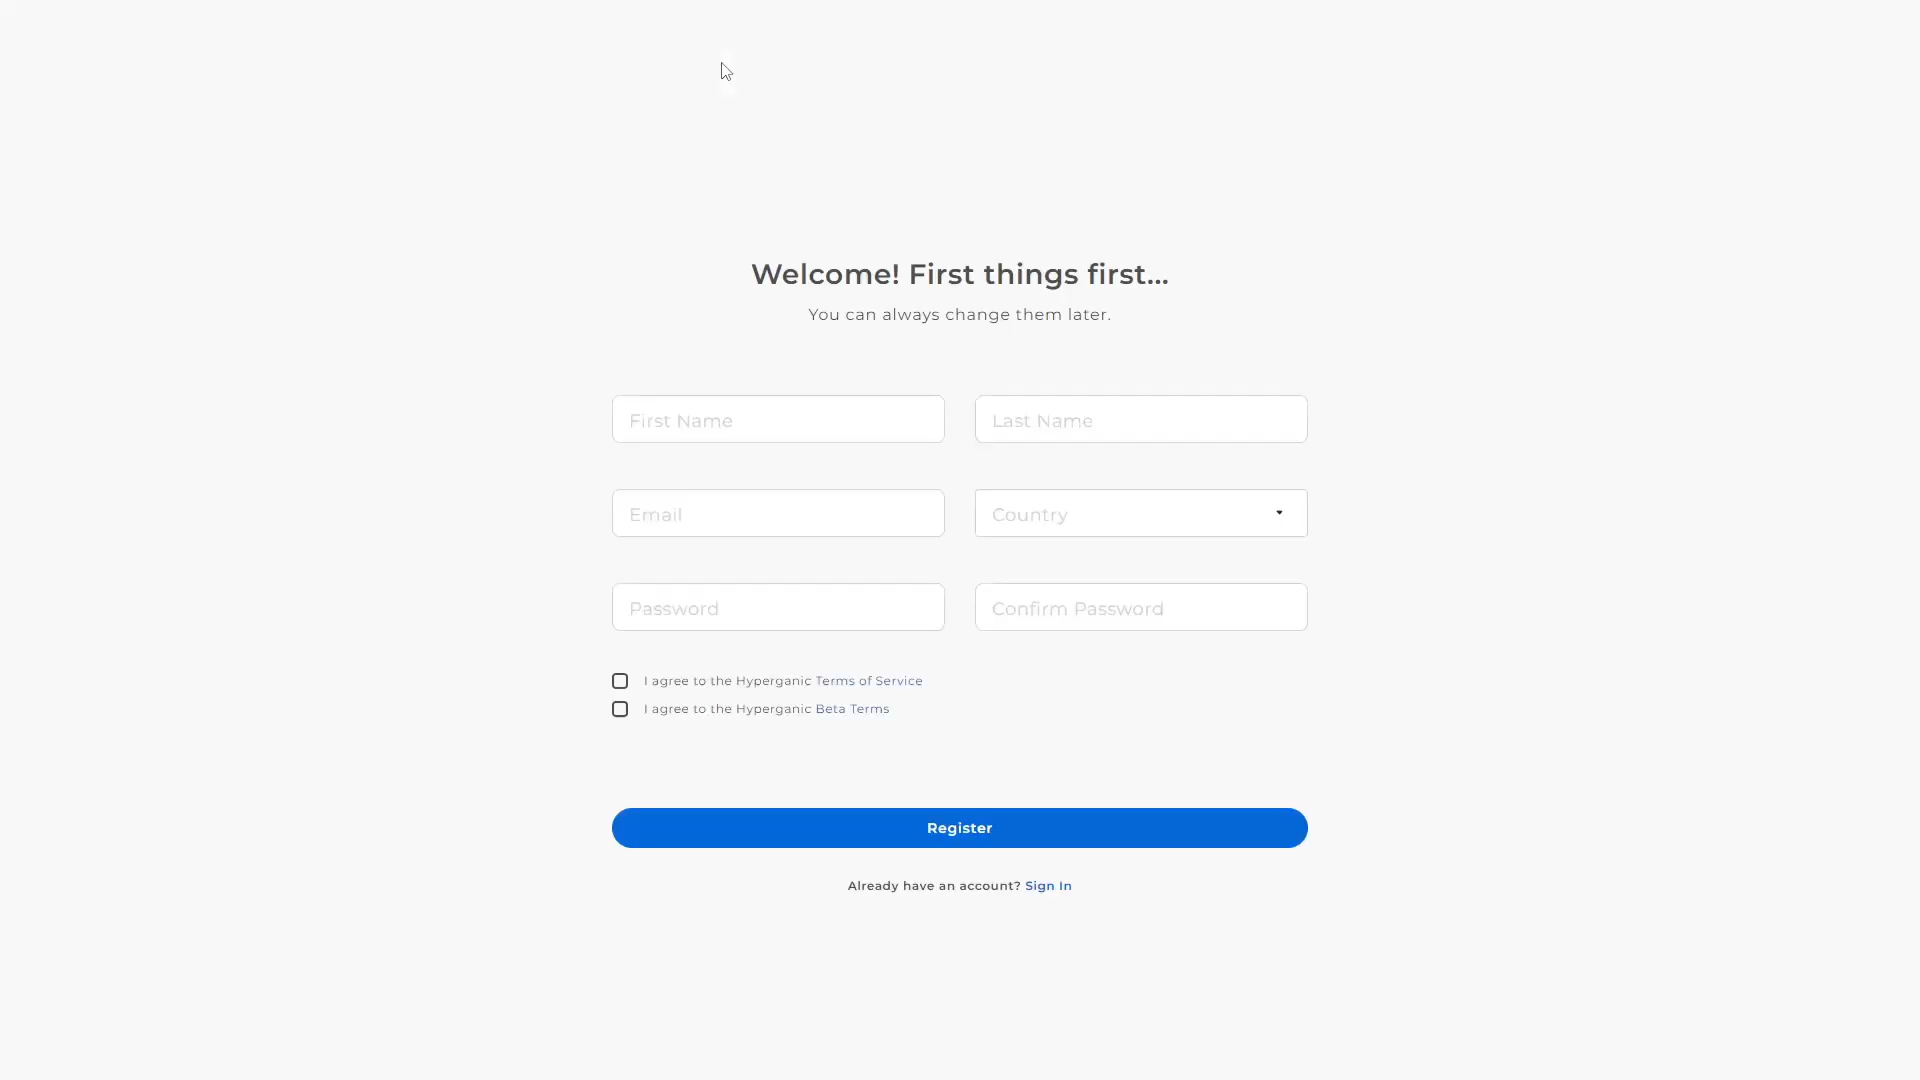 Welcome! First things first...
You can always change them later.
First Name
Last Name
Email
Country
Password
Confirm Password
I agree to the Hyperganic Terms of Service
I agree to the Hyperganic Beta Terms
Register
Already have an account? Sign In